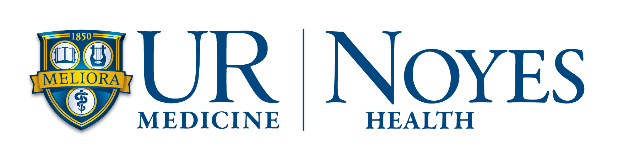 1850
MELIORA
UR
MEDICINE
NOYES
HEALTH